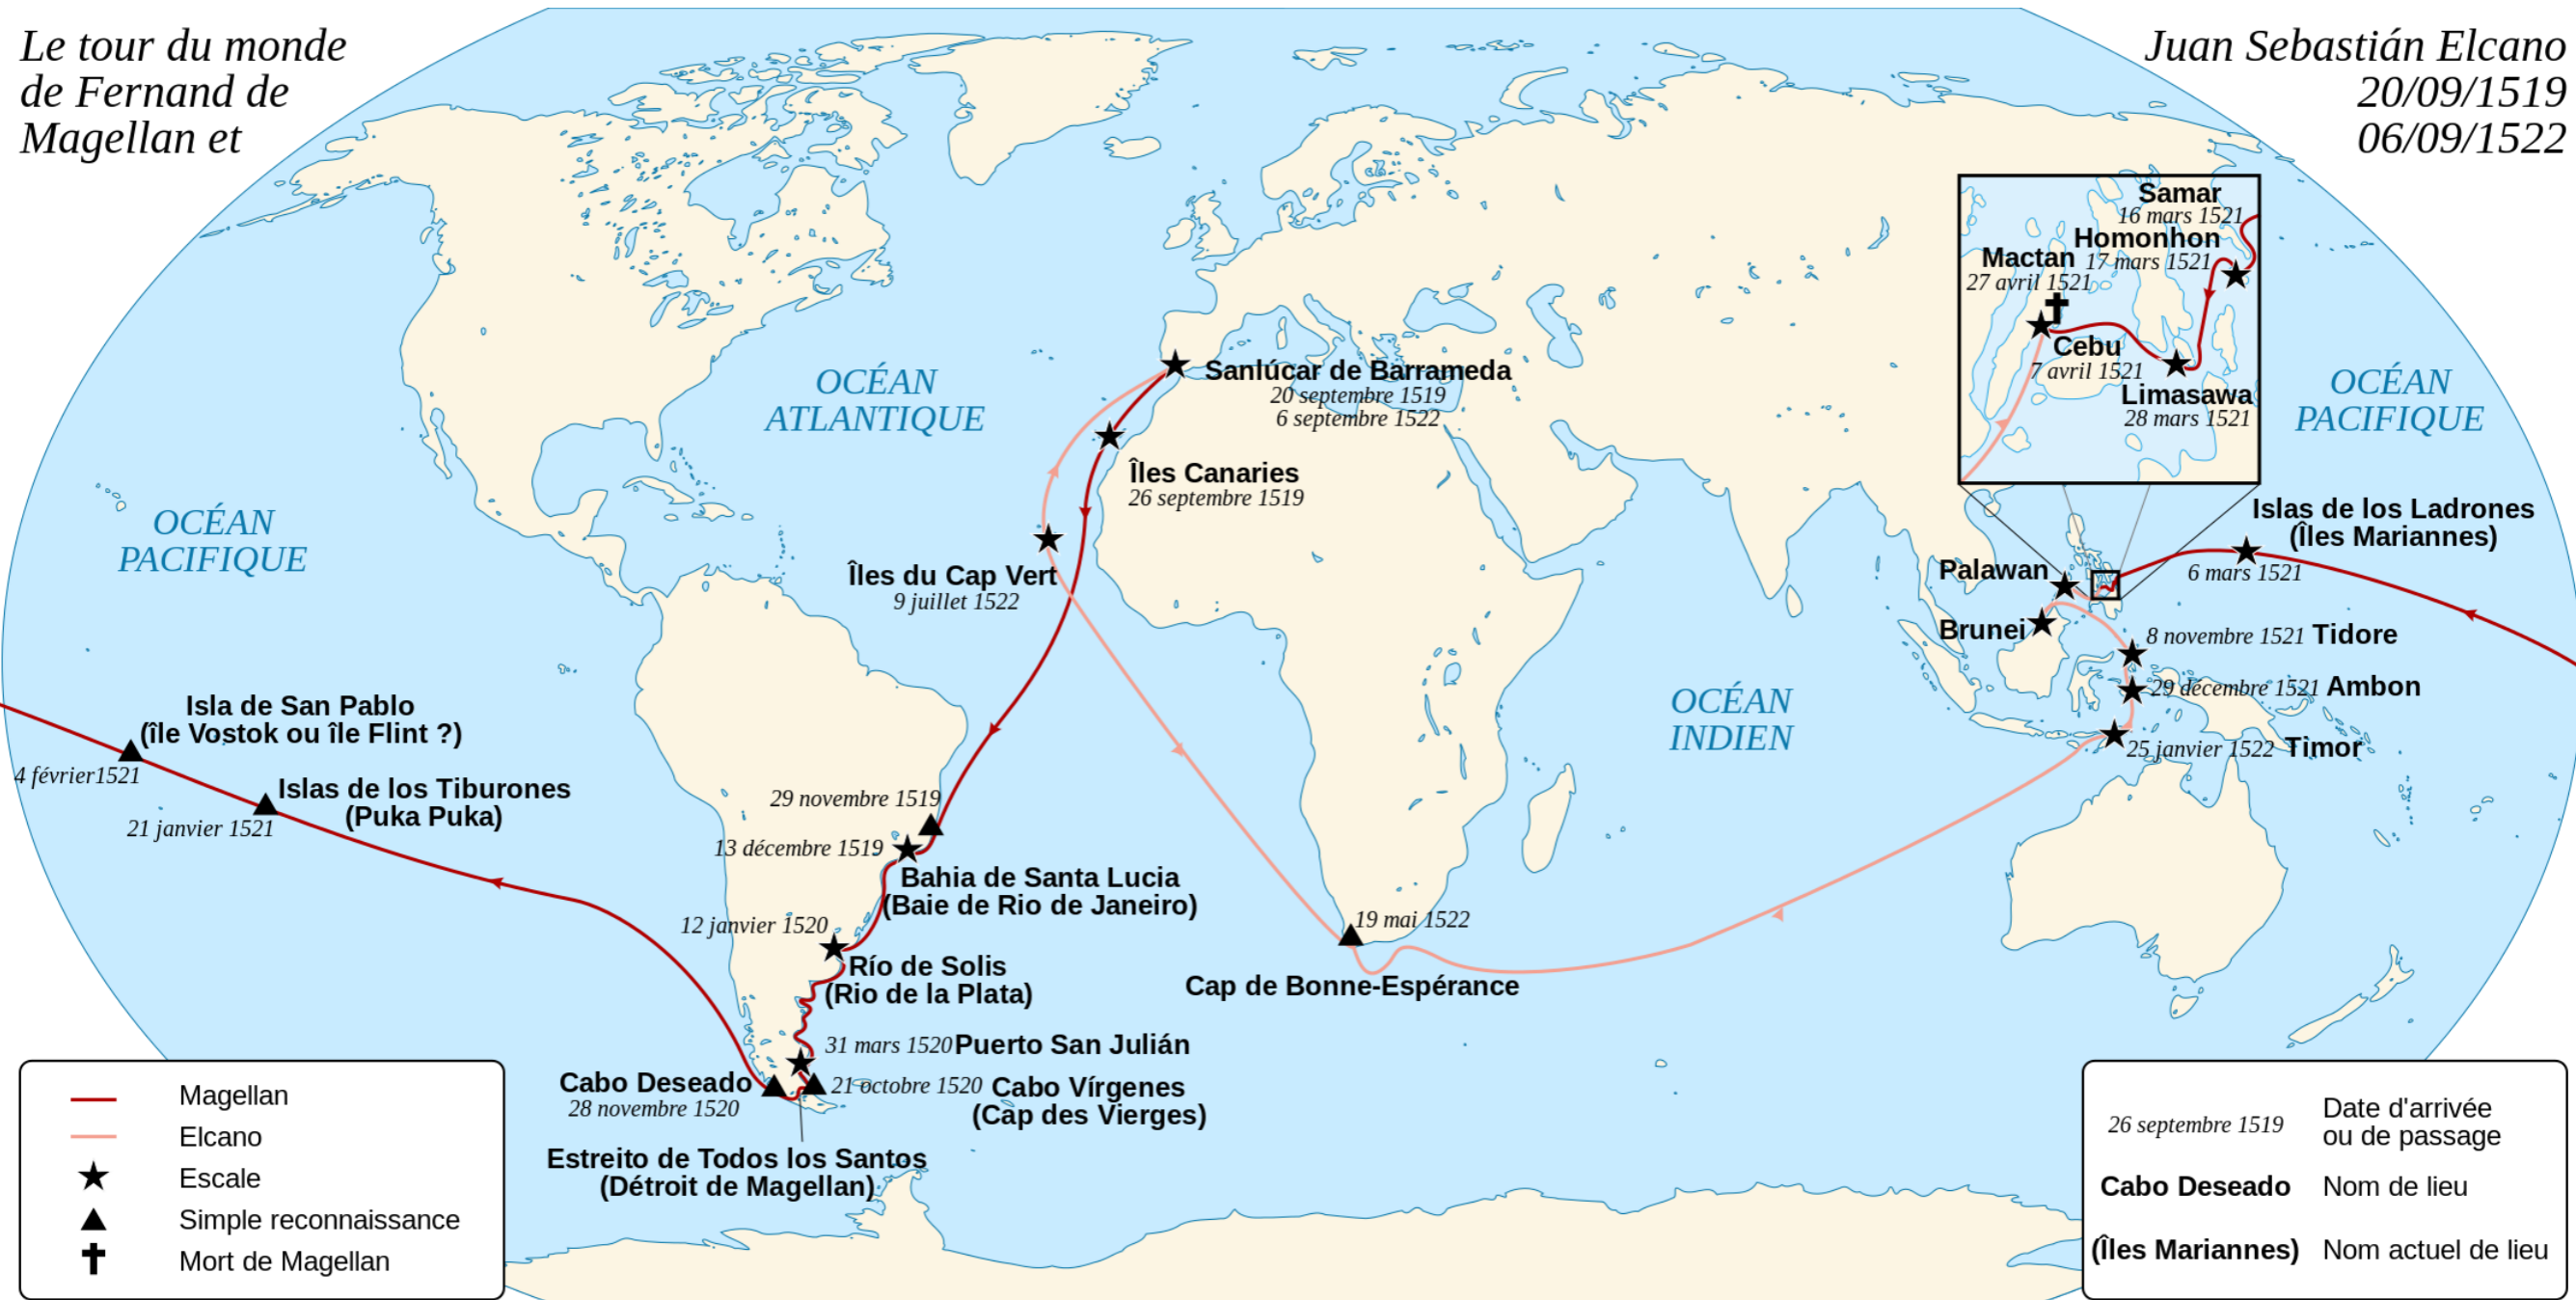 Le tour du monde
de Fernand de
Magellan et
Juan Sebastián Elcano
20/09/1519
06/09/1522
Samar
16 mars 1521
Homonhon
17 mars 1521
Mactan
27 avril 1521
Cebu
7 avril 1521
Limasawa
28 mars 1521
OCÉAN
ATLANTIQUE
OCÉAN
PACIFIQUE
OCÉAN
PACIFIQUE
OCÉAN
INDIEN
Sanlúcar de Barrameda
20 septembre 1519
6 septembre 1522
Îles Canaries
26 septembre 1519
Îles du Cap Vert
9 juillet 1522
Islas de los Ladrones
(Îles Mariannes)
6 mars 1521
Palawan
Brunei
8 novembre 1521 Tidore
29 décembre 1521 Ambon
25 janvier 1522 Timor
Isla de San Pablo
(île Vostok ou île Flint ?)
4 février1521
Islas de los Tiburones
(Puka Puka)
21 janvier 1521
29 novembre 1519
13 décembre 1519
Bahia de Santa Lucia
(Baie de Rio de Janeiro)
12 janvier 1520
Río de Solis
(Rio de la Plata)
19 mai 1522
Cap de Bonne-Espérance
31 mars 1520 Puerto San Julián
21 octobre 1520 Cabo Vírgenes
(Cap des Vierges)
Cabo Deseado
28 novembre 1520
Estreito de Todos los Santos
(Détroit de Magellan)
Magellan
Elcano
Escale
Simple reconnaissance
Mort de Magellan
26 septembre 1519 Date d'arrivée
ou de passage
Cabo Deseado Nom de lieu
(Îles Mariannes) Nom actuel de lieu